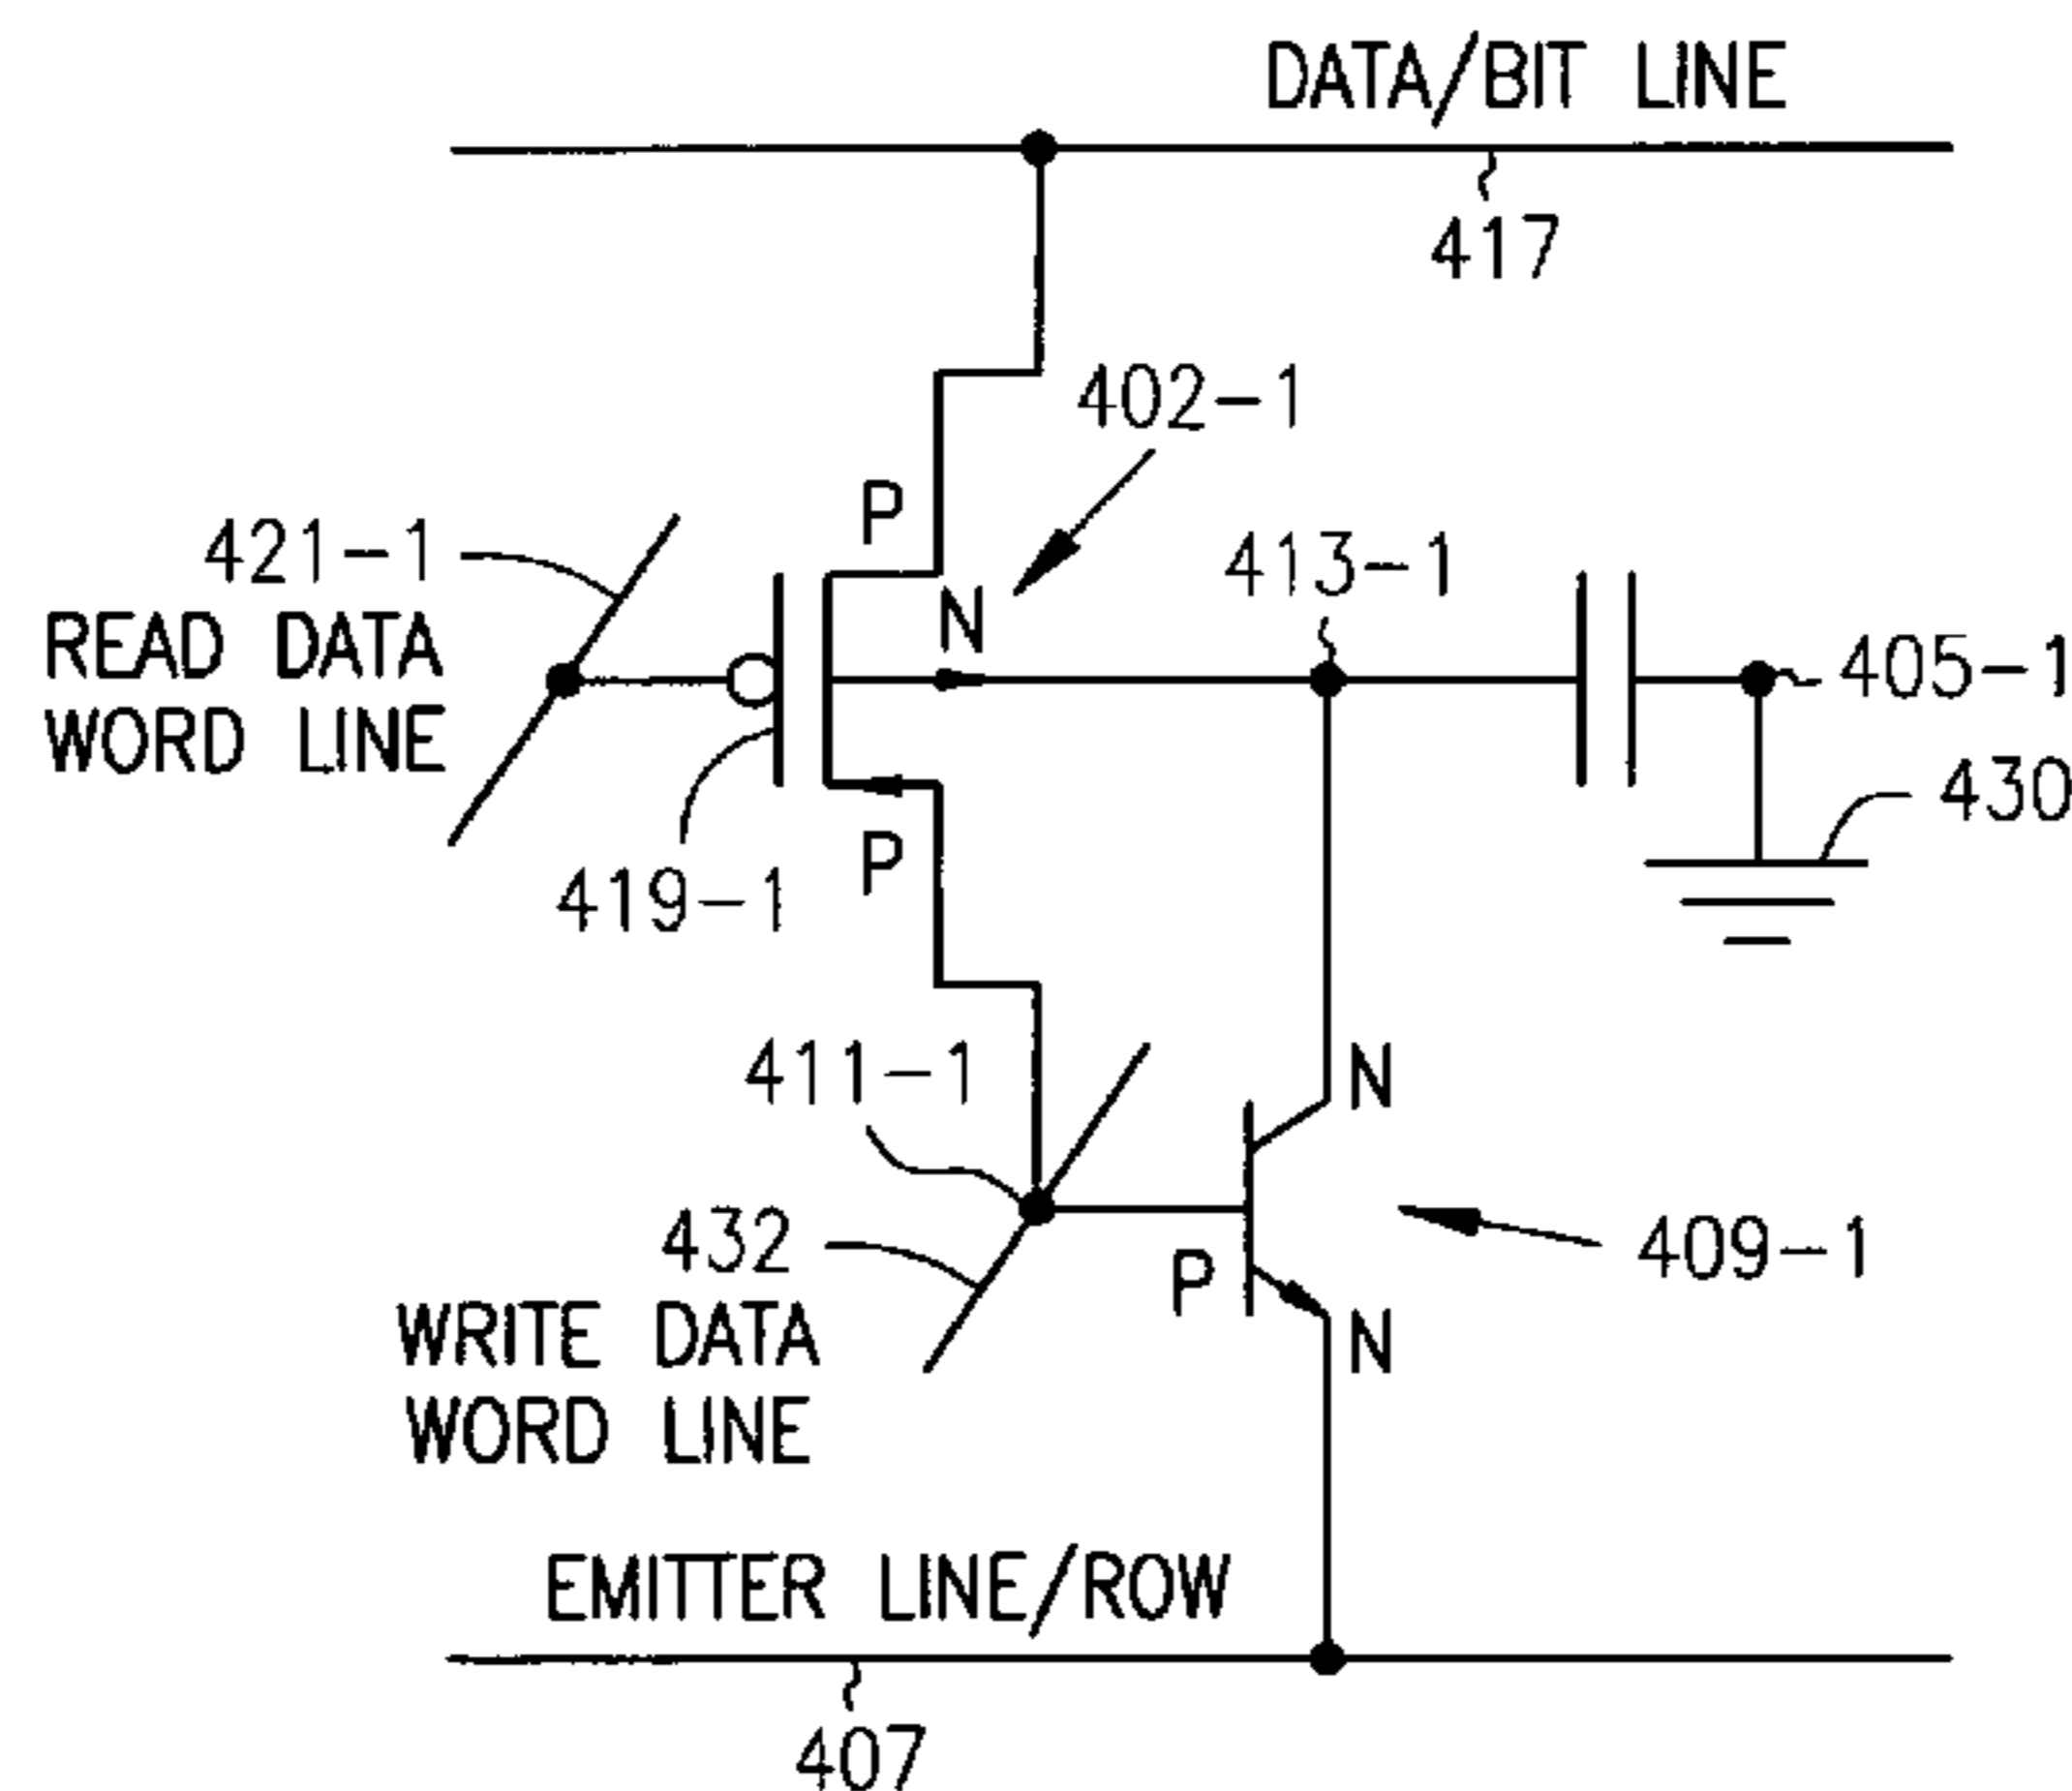 DATA/BIT LINE
417
402-1
P
421-1
413-1
N
READ DATA
WORD LINE
405-1
430
P
419-1
411-1
N
432
P
409-1
WRITE DATA
WORD LINE
N
EMITTER LINE/ROW
407